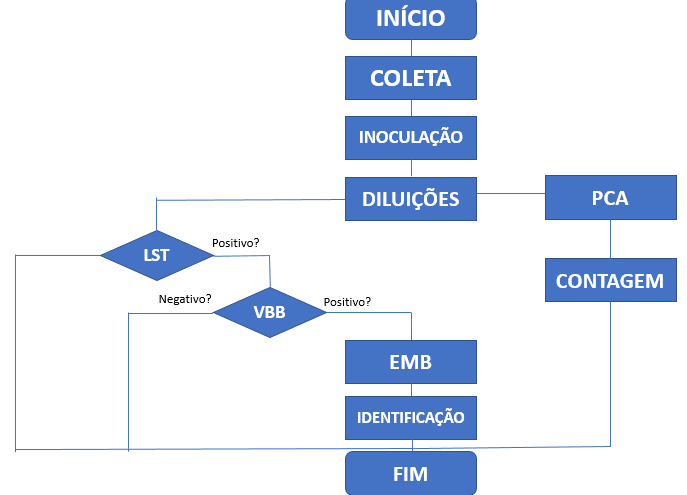 INÍCIO
COLETA
INOCULAÇÃO
DILUIÇÕES
PCA
LST
Positivo?
CONTAGEM
Negativo?
VBB
Positivo?
EMB
IDENTIFICAÇÃO
FIM